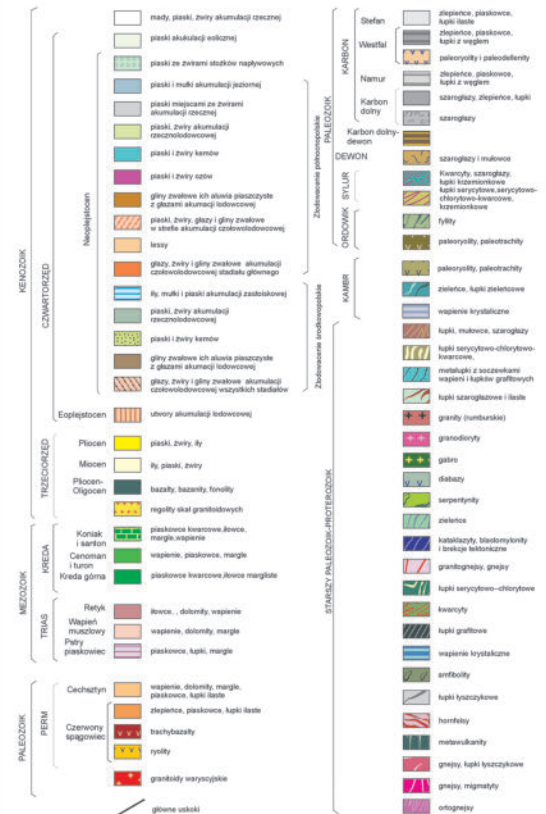 KENOZOIK
CZWARTORZĘD
Neoplejstocen
mady, piaski, żwiry akumulacji rzecznej
piaski akukulacji eolicznej
piaski ze żwirami stożków napływowych
piaski i mułki akumulacji jeziornej
piaski miejscami ze żwirami
akumulacji rzecznej
piaski, żwiry akumulacji
rzecznolodowcowej
piaski i żwiry kemów
piaski i żwiry ozów
gliny zwałowe ich aluwia piaszczyste
z głazami akumacji lodowcowej
piaski, żwiry, głazy i gliny zwałowe
w strefie akumulacji czołowolodowcowej
lessy
głazy, żwiry i gliny zwałowe akumulacji
czołowolodowcowej stadiału głównego
Zlodowacenie północnopolskie
iły, mułki i piaski akumulacji zastoiskowej
piaski, żwiry akumulacji
rzecznolodowcowej
piaski i żwiry kemów
gliny zwałowe ich aluwia piaszczyste
z głazami akumulacji lodowcowej
głazy, żwiry i gliny zwałowe akumulacji
czołowolodowcowej wszystkich stadiałów
Zlodowacenie środkowopolskie
Eoplejstocen
utwory akumulacji lodowcowej
TRZECIORZĘD
Pliocen
piaski, żwiry, iły
Miocen
iły, piaski, żwiry
Pliocen-
Oligocen
bazalty, bazanity, fonolity
regolity skał granitoidowych
MEZOZOIK
KREDA
Koniak
i santon
piaskowce kwarcowe,iłowce,
margle,wapienie
Cenoman
i turon
wapienie, piaskowce, margle
Kreda górna
piaskowce kwarcowe,iłowce margliste
TRIAS
Retyk
iłowce, , dolomity, wapienie
Wapień
muszlowy
wapienie, dolomity, margle
Pstry
piaskowiec
piaskowce, łupki, margle
PALEOZOIK
PERM
Cechsztyn
wapienie, dolomity, margle,
piaskowce, łupki ilaste
Czerwony
spągowiec
zlepieńce, piaskowce, łupki ilaste
trachybazalty
ryolity
granitoidy waryscyjskie
główne uskoki
PALEOZOIK
KARBON
Stefan
zlepieńce, piaskowce,
łupki ilaste
Westfal
zlepieńce, piaskowce,
łupki z węglem
paleoryolity i paleodellenity
Namur
zlepieńce, piaskowce,
łupki z węglem
Karbon
dolny
szarogłazy, zlepieńce, łupki
szarogłazy
Karbon dolny-
dewon
DEWON
szarogłazy i mułowce
SYLUR
Kwarcyty, szarogłazy,
łupki krzemionkowe
łupki serycytowe,serycytowo-
chlorytowo-kwarcowe,
krzemionkowe
ORDOWIK
fyllity
paleoryolity, paleotrachity
KAMBR
paleoryolity, paleotrachity
zieleńce, łupki zieleńcowe
wapienie krystaliczne
STARSZY PALEOZOIK-PROTEROZOIK
łupki, mułowce, szarogłazy
łupki serycytowo-chlorytowo-
kwarcowe,
metałupki z soczewkami
wapieni i łupków grafitowych
łupki szarogłazowe i ilaste
granity (rumburskie)
granodioryty
gabro
diabazy
serpentynity
zieleńce
kataklazyty, blastomylonity
i brekcje tektoniczne
granitognejsy, gnejsy
łupki serycytowo--chlorytowe
kwarcyty
łupki grafitowe
wapienie krystaliczne
amfibolity
łupki łyszczykowe
hornfelsy
metawulkanity
gnejsy, łupki łyszczykowe
gnejsy, migmatyty
ortognejsy